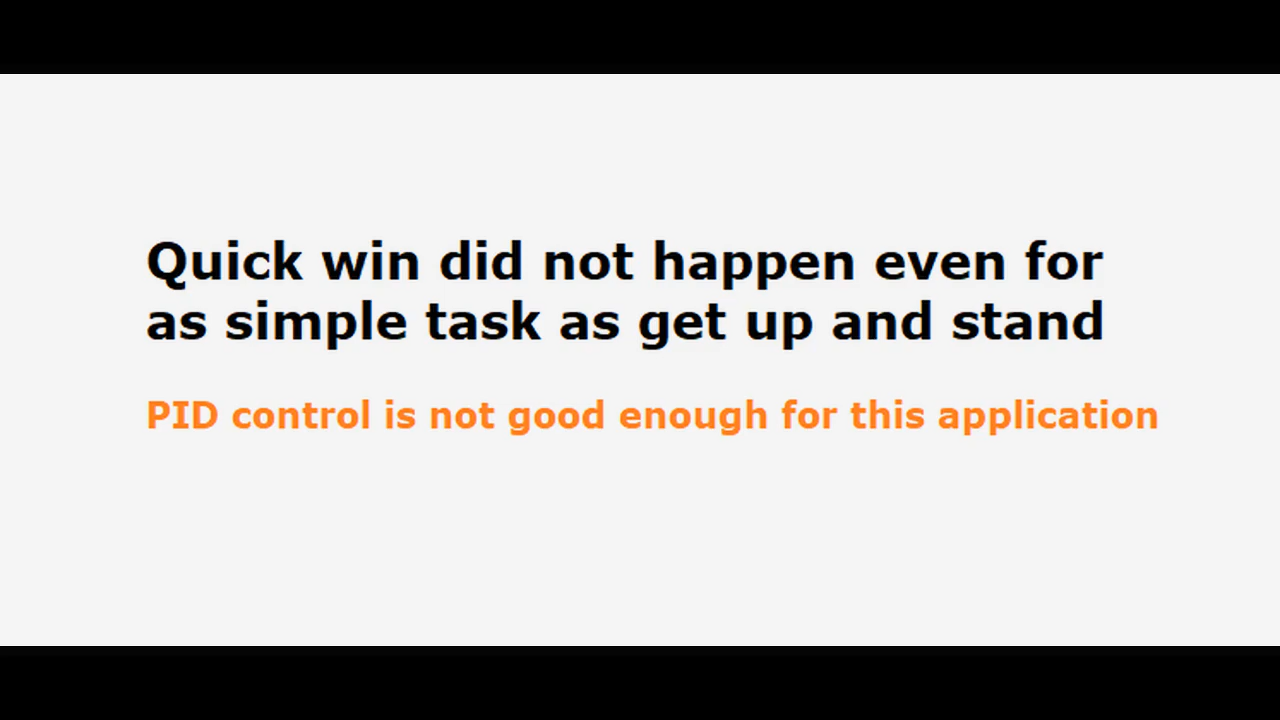 Quick win did not happen even for
as simple task as get up and stand
PID control is not good enough for this application